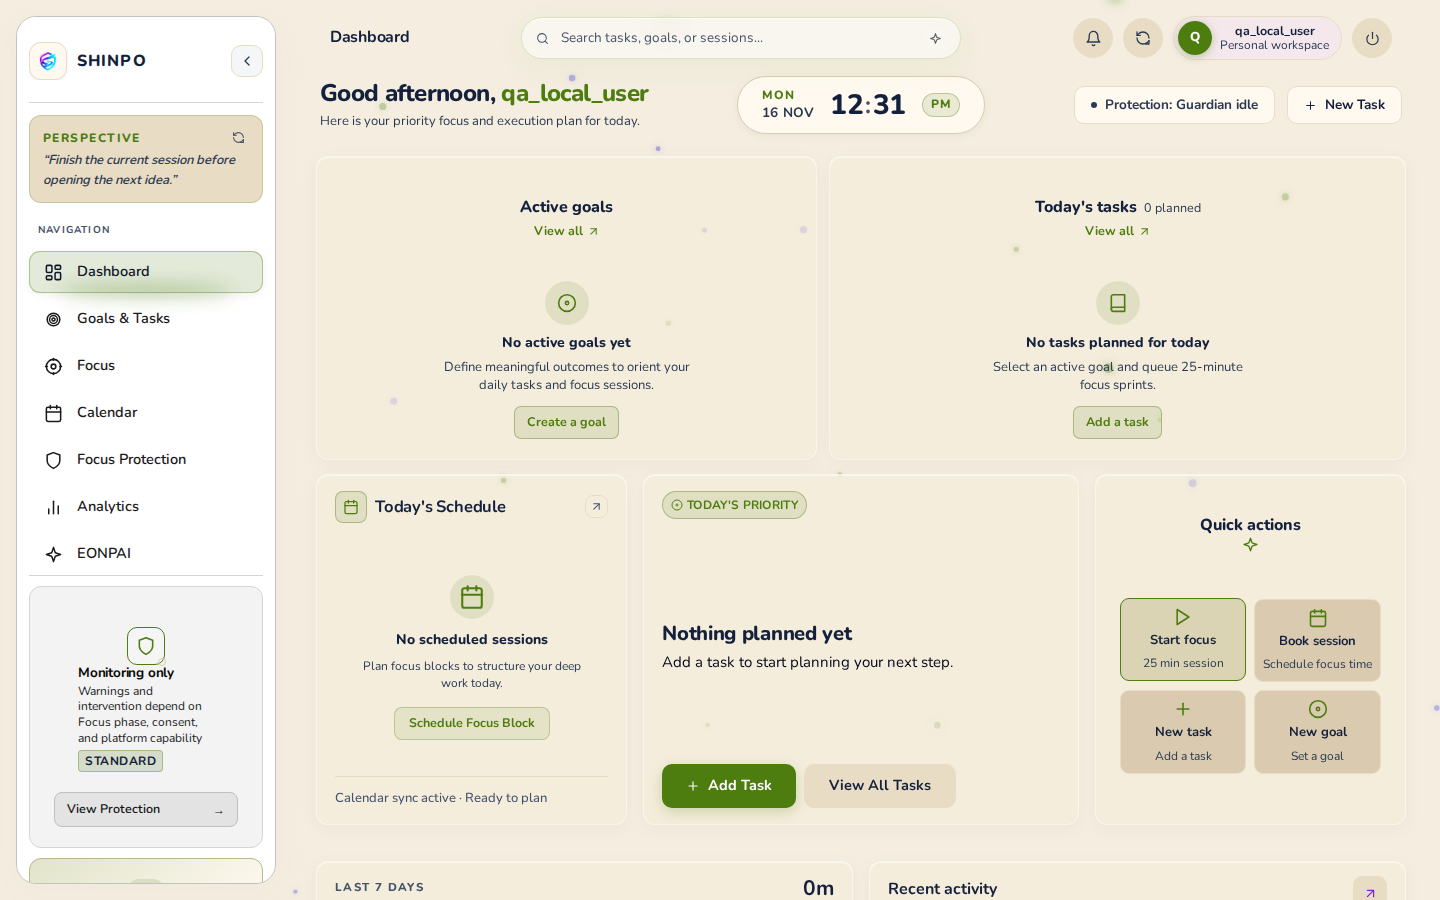 SHINPO
PERSPECTIVE
“Finish the current session before
opening the next idea.”
NAVIGATION
Dashboard
Goals & Tasks
Focus
Calendar
Focus Protection
Analytics
EONPAI
Monitoring only
Warnings and
intervention depend on
Focus phase, consent,
and platform capability
STANDARD
View Protection →
Dashboard
Search tasks, goals, or sessions...
Q
qa_local_user
Personal workspace
Good afternoon, qa_local_user
Here is your priority focus and execution plan for today.
MON
16 NOV
12:31
PM
Protection: Guardian idle
New Task
Active goals
View all
No active goals yet
Define meaningful outcomes to orient your
daily tasks and focus sessions.
Create a goal
Today's tasks 0 planned
View all
No tasks planned for today
Select an active goal and queue 25-minute
focus sprints.
Add a task
Today's Schedule
No scheduled sessions
Plan focus blocks to structure your deep
work today.
Schedule Focus Block
Calendar sync active · Ready to plan
TODAY'S PRIORITY
Nothing planned yet
Add a task to start planning your next step.
Add Task
View All Tasks
Quick actions
Start focus
25 min session
Book session
Schedule focus time
New task
Add a task
New goal
Set a goal
LAST 7 DAYS
0m
Recent activity